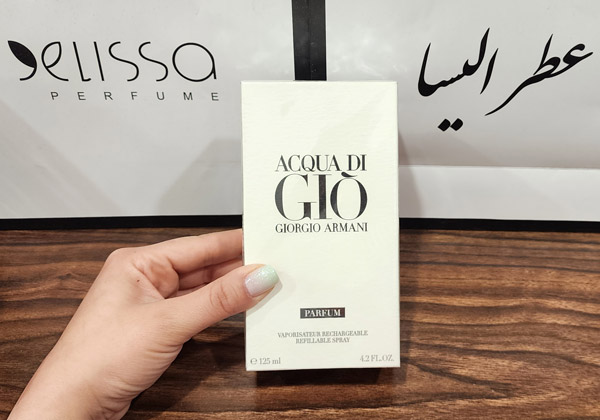 elissa
PERFUME
عطر الیسا
ACQUA DI
GIÒ
GIORGIO ARMANI
PARFUM
VAPORISATEUR RECHARGEABLE
REFILLABLE SPRAY
℮ 125 ml 4.2 FL.OZ.